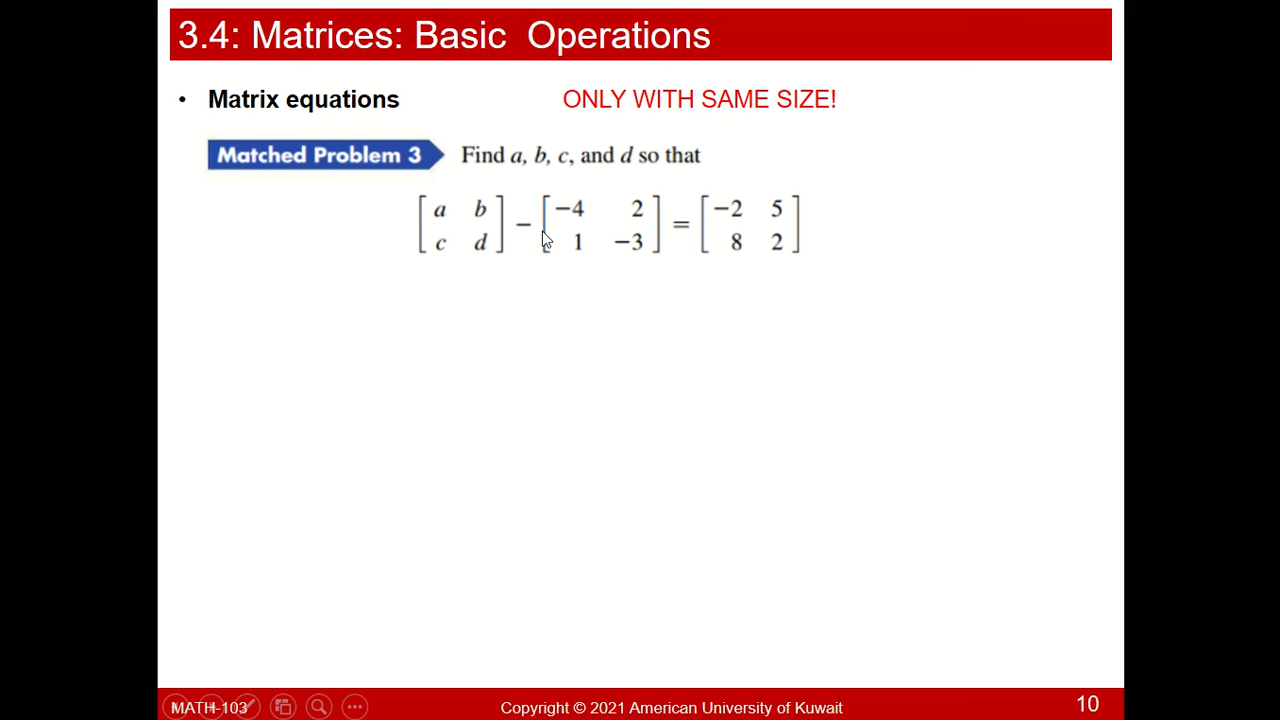 3.4: Matrices: Basic  Operations
• Matrix equations
ONLY WITH SAME SIZE!
Matched Problem 3 Find a, b, c, and d so that
[ a b ] − [ −4 2 ] = [ −2 5 ]
[ c d ] [ 1 −3 ] [ 8 2 ]
MATH-103
Copyright © 2021 American University of Kuwait
10